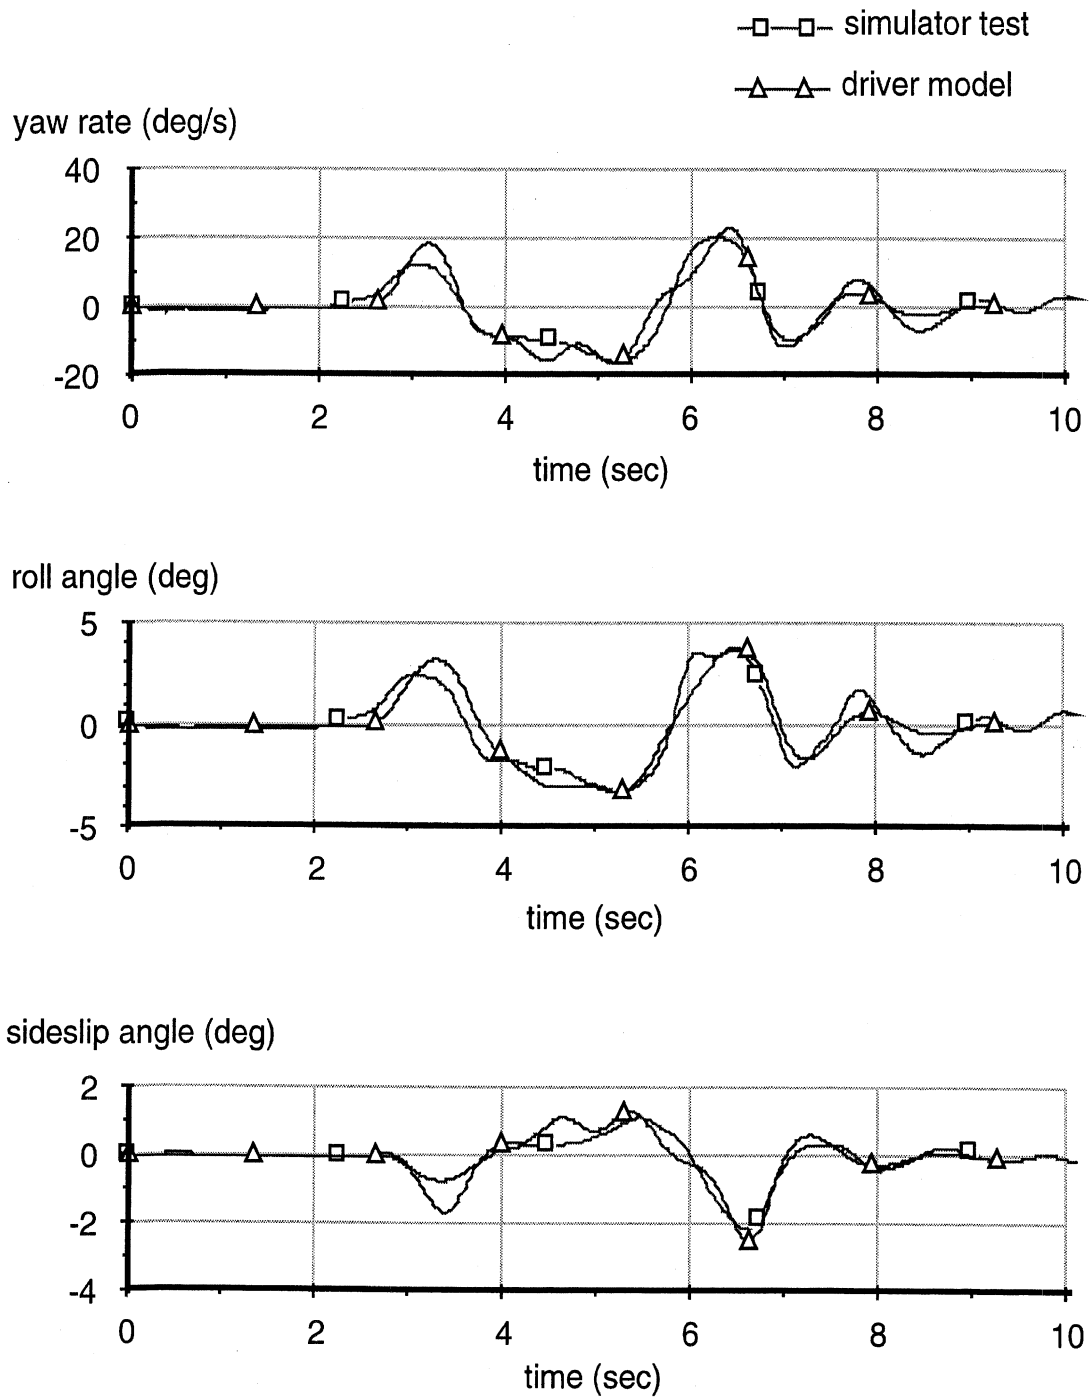 simulator test
driver model
yaw rate (deg/s)
40
20
0
-20
0 2 4 6 8 10
time (sec)
roll angle (deg)
5
0
-5
0 2 4 6 8 10
time (sec)
sideslip angle (deg)
2
0
-2
-4
0 2 4 6 8 10
time (sec)